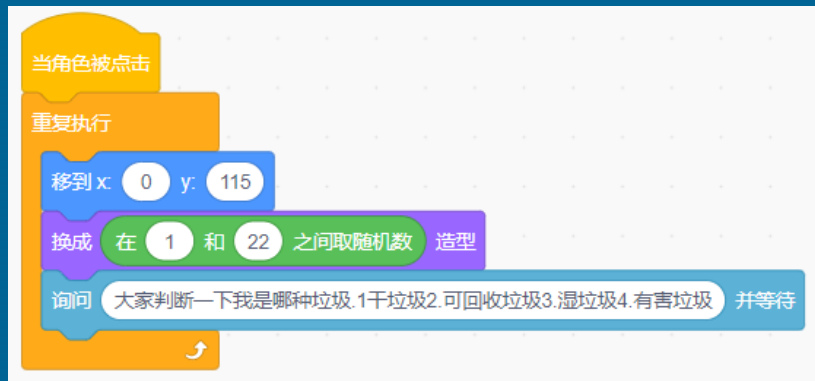 当角色被点击
重复执行
移到 x: 0 y: 115
换成 在 1 和 22 之间取随机数 造型
询问 大家判断一下我是哪种垃圾.1干垃圾2.可回收垃圾3.湿垃圾4.有害垃圾 并等待